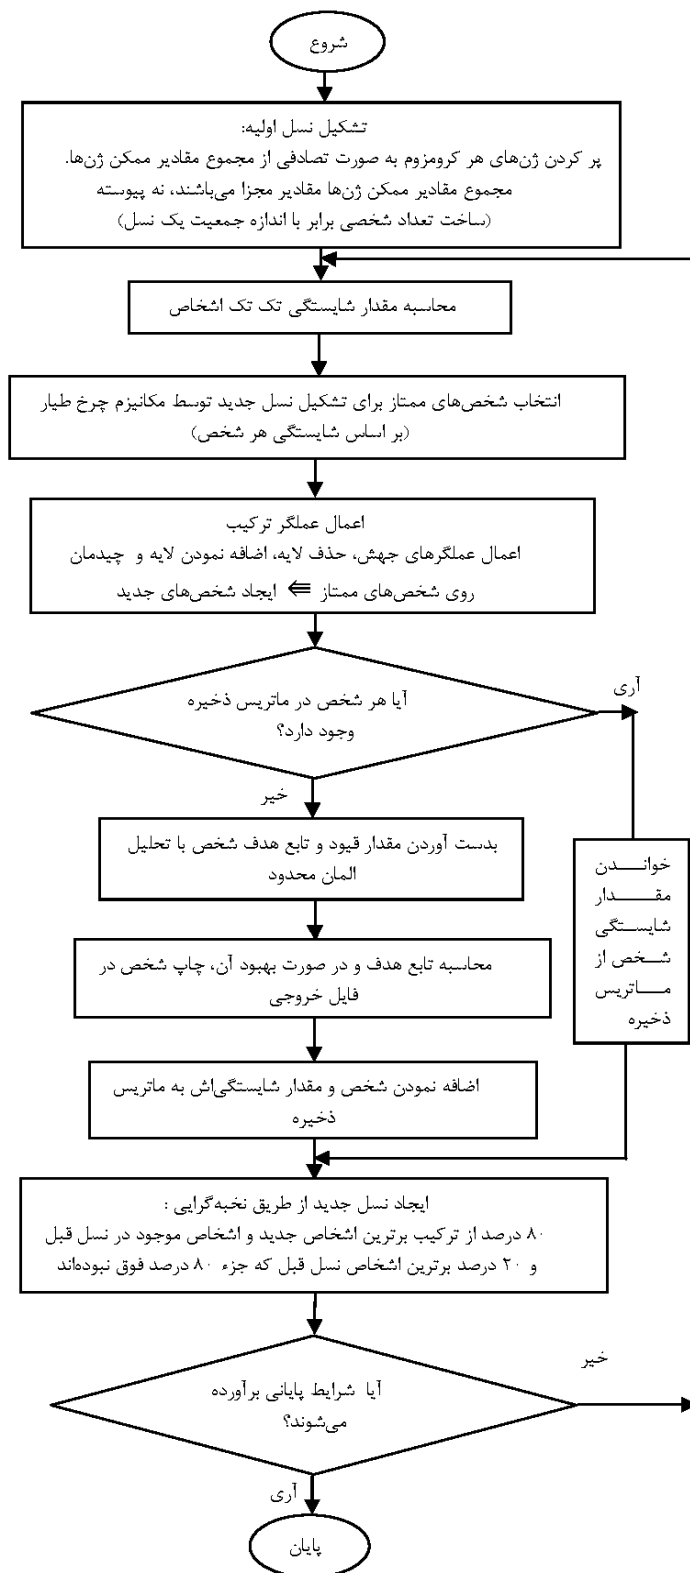 شروع
تشکیل نسل اولیه:
پر کردن ژن‌های هر کرومزوم به صورت تصادفی از مجموع مقادیر ممکن ژن‌ها.
مجموع مقادیر ممکن ژن‌ها مقادیر مجزا می‌باشند، نه پیوسته
(ساخت تعداد شخصی برابر با اندازه جمعیت یک نسل)
محاسبه مقدار شایستگی تک تک اشخاص
انتخاب شخص‌های ممتاز برای تشکیل نسل جدید توسط مکانیزم چرخ طیار
(بر اساس شایستگی هر شخص)
اعمال عملگر ترکیب
اعمال عملگرهای جهش، حذف لایه، اضافه نمودن لایه و چیدمان
روی شخص‌های ممتاز ⇚ ایجاد شخص‌های جدید
آیا هر شخص در ماتریس ذخیره
وجود دارد؟
آری
خیر
بدست آوردن مقدار قیود و تابع هدف شخص با تحلیل
المان محدود
خوانـــدن
مقـــدار
شایستگی
شخص از
ماتریس
ذخیره
محاسبه تابع هدف و در صورت بهبود آن، چاپ شخص در
فایل خروجی
اضافه نمودن شخص و مقدار شایستگی‌اش به ماتریس
ذخیره
ایجاد نسل جدید از طریق نخبه‌گرایی :
۸۰ درصد از ترکیب برترین اشخاص جدید و اشخاص موجود در نسل قبل
و ۲۰ درصد برترین اشخاص نسل قبل که جزء ۸۰ درصد فوق نبوده‌اند
آیا شرایط پایانی برآورده
می‌شوند؟
خیر
آری
پایان